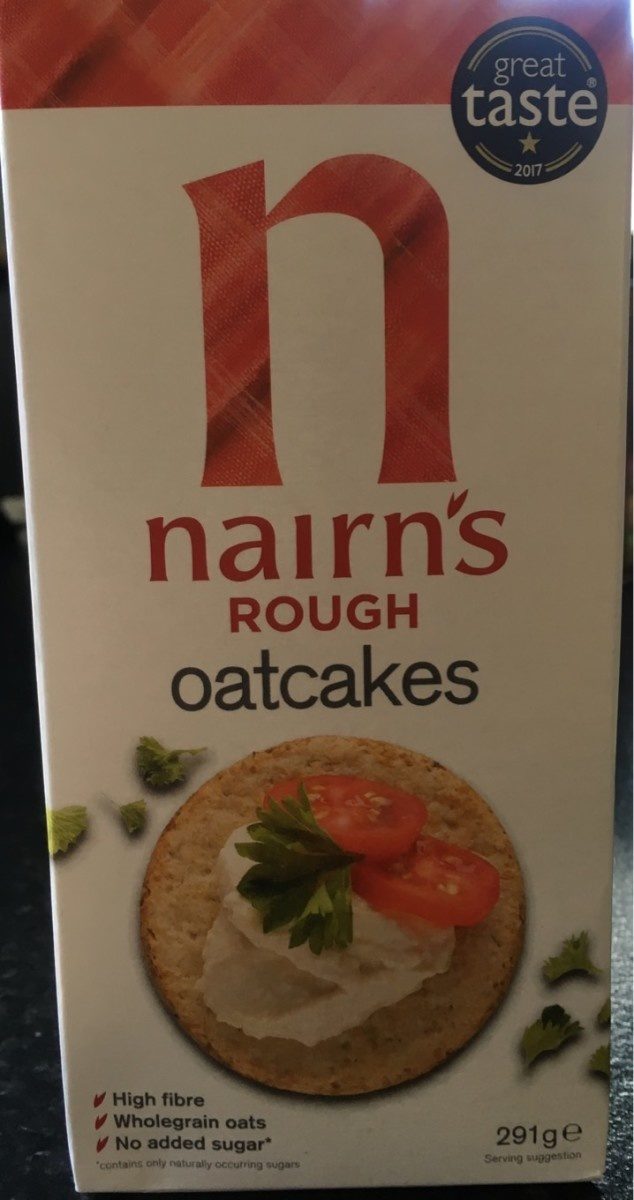 great
taste®
2017
n
nairn's
ROUGH
oatcakes
High fibre
Wholegrain oats
No added sugar*
*contains only naturally occurring sugars
291g e
Serving suggestion